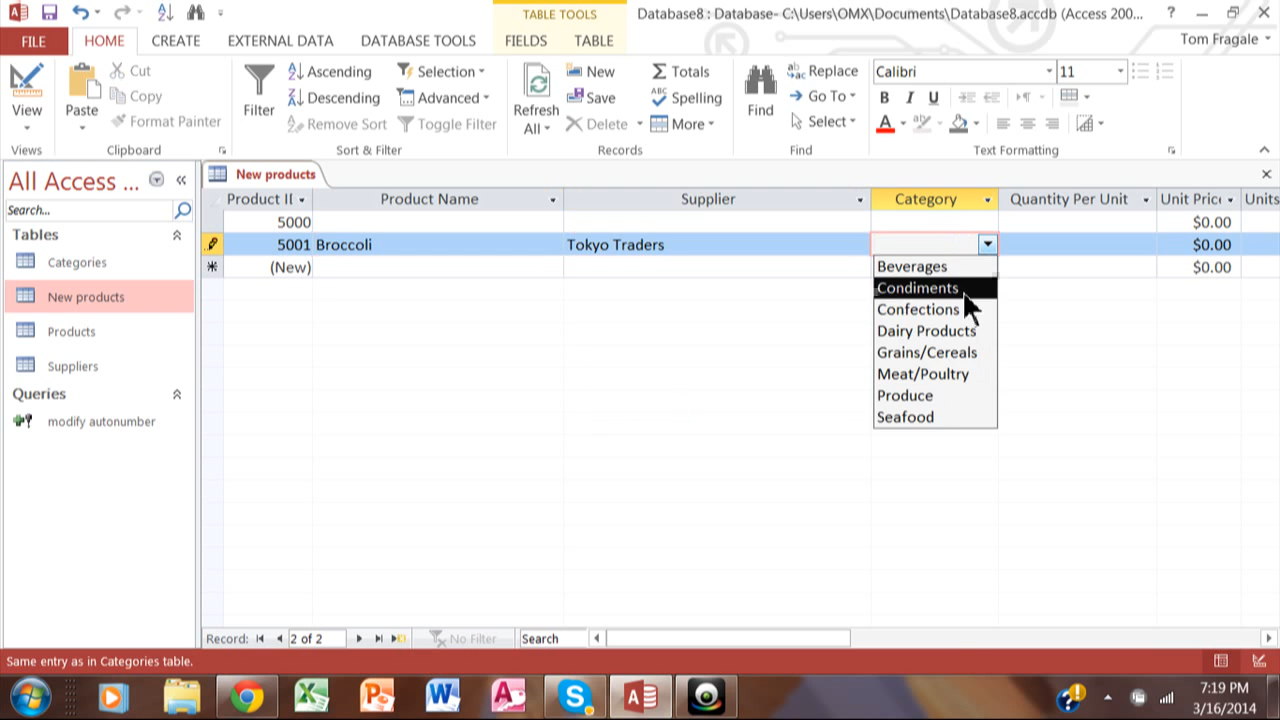 TABLE TOOLS
Database8 : Database- C:\Users\OMX\Documents\Database8.accdb (Access 200...
?
FILE HOME CREATE EXTERNAL DATA DATABASE TOOLS FIELDS TABLE
Tom Fragale
View
Views
Paste
Cut
Copy
Format Painter
Clipboard
Filter
Ascending
Descending
Remove Sort
Selection
Advanced
Toggle Filter
Sort & Filter
Refresh
All
New
Save
Delete
Totals
Spelling
More
Records
Find
Replace
Go To
Select
Find
Calibri 11
B I U
A
Text Formatting
All Access ...
Search...
Tables
Categories
New products
Products
Suppliers
Queries
modify autonumber
New products
Product II Product Name Supplier Category Quantity Per Unit Unit Pric Units
5000 $0.00
5001 Broccoli Tokyo Traders $0.00
(New) $0.00
Beverages
Condiments
Confections
Dairy Products
Grains/Cereals
Meat/Poultry
Produce
Seafood
Record: 2 of 2 No Filter Search
Same entry as in Categories table.
7:19 PM
3/16/2014